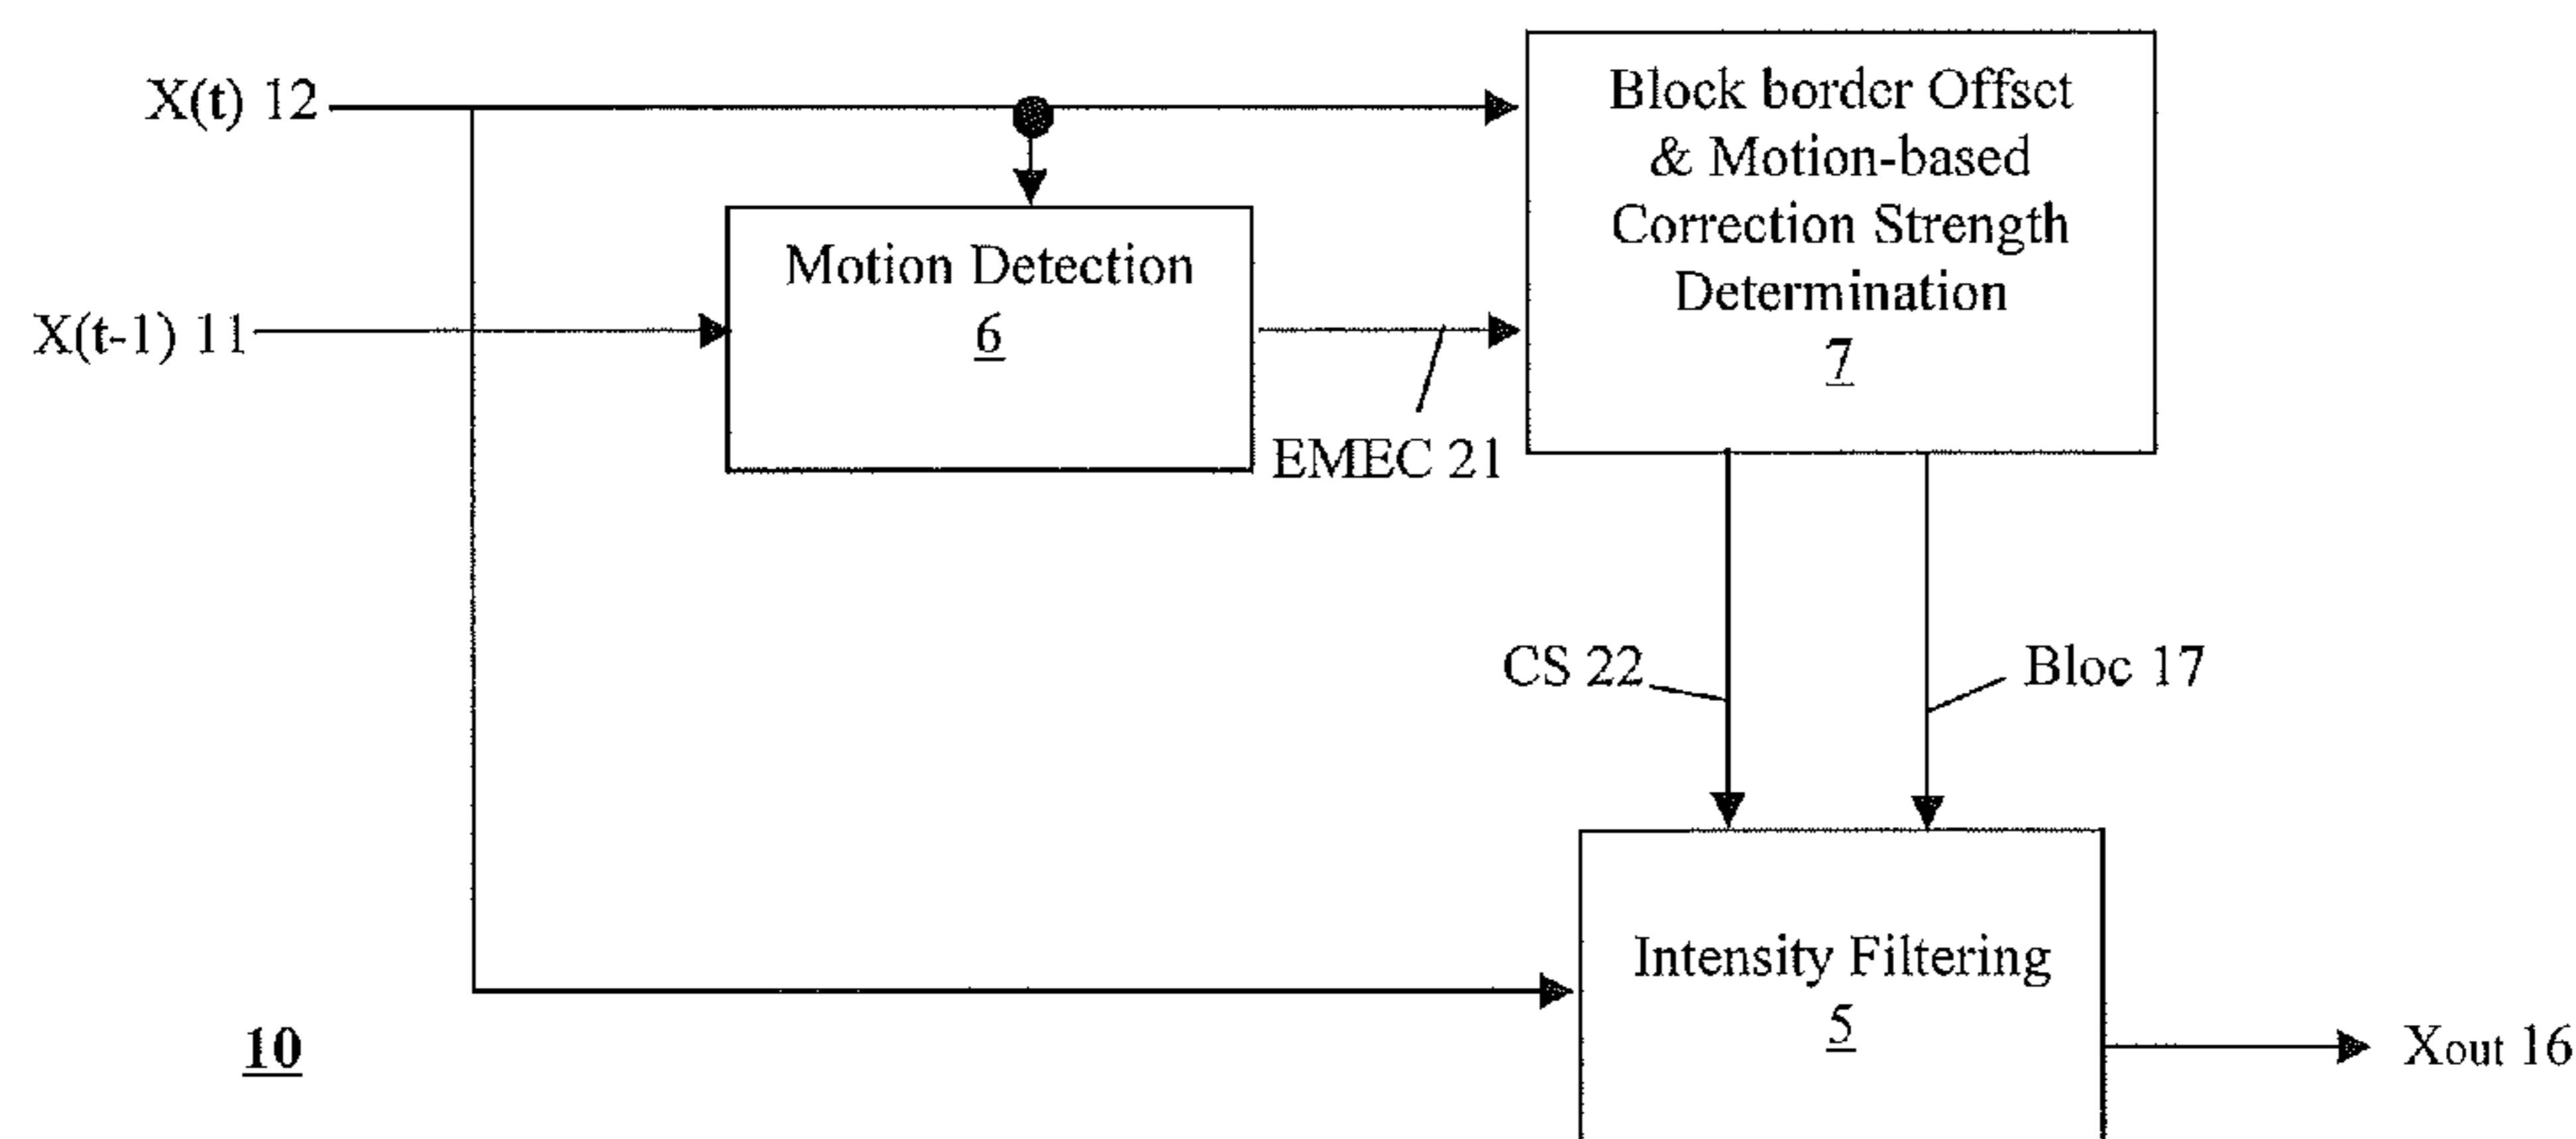 X(t) 12
Block border Offset
& Motion-based
Correction Strength
Determination
7
Motion Detection
6
X(t-1) 11
EMEC 21
CS 22
Bloc 17
Intensity Filtering
5
10
Xout 16